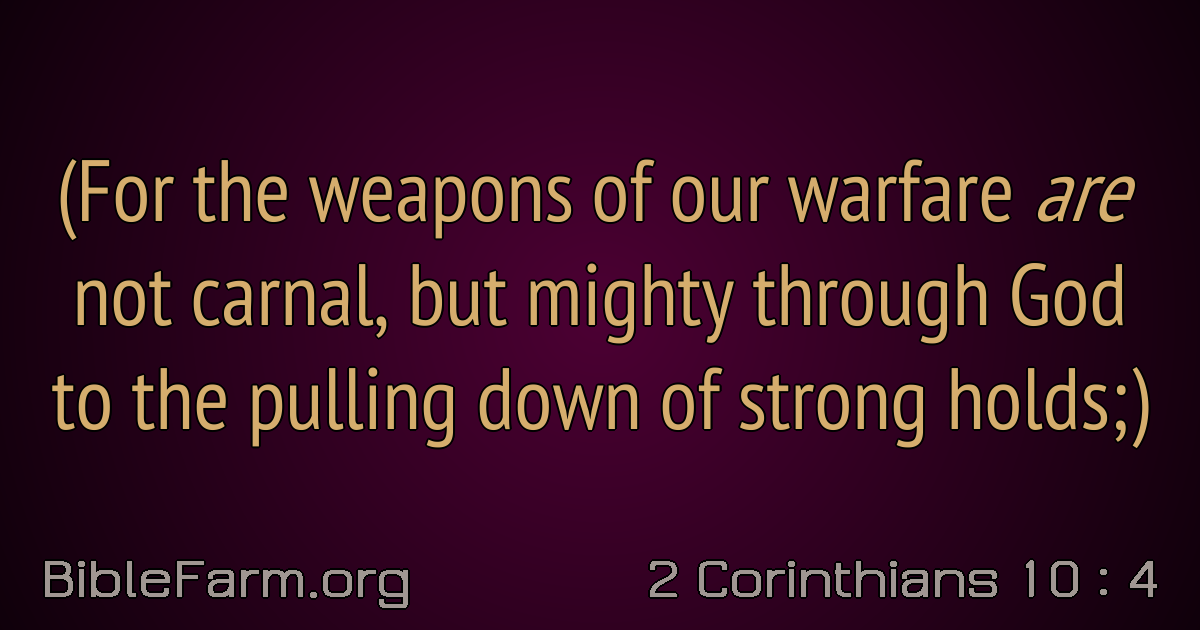 (For the weapons of our warfare are
not carnal, but mighty through God
to the pulling down of strong holds;)
BibleFarm.org
2 Corinthians 10 : 4